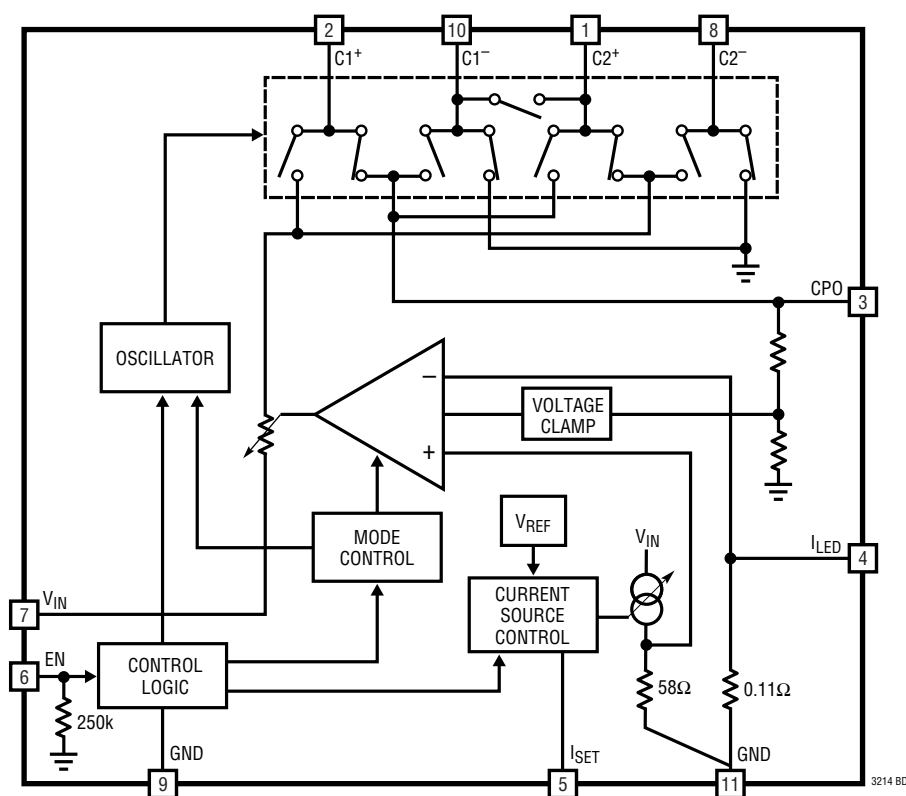 2
10
1
8
C1+
C1−
C2+
C2−
CPO
3
OSCILLATOR
−
VOLTAGE
CLAMP
+
VREF
VIN
MODE
CONTROL
ILED
4
CURRENT
SOURCE
CONTROL
VIN
7
EN
6
CONTROL
LOGIC
58Ω
0.11Ω
250k
GND
ISET
GND
9
5
11
3214 BD